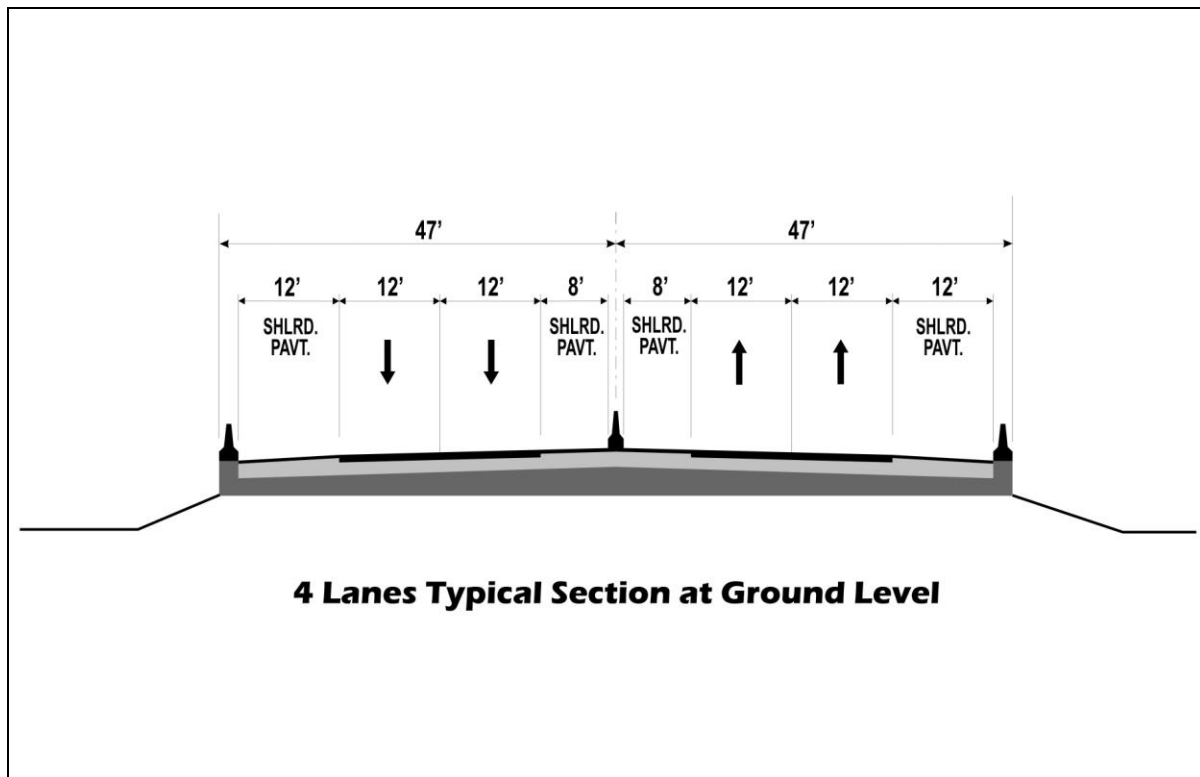 47’ 47’
12’ 12’ 12’ 8’ 8’ 12’ 12’ 12’
SHLRD. PAVT.
SHLRD. PAVT.
SHLRD. PAVT.
SHLRD. PAVT.
4 Lanes Typical Section at Ground Level